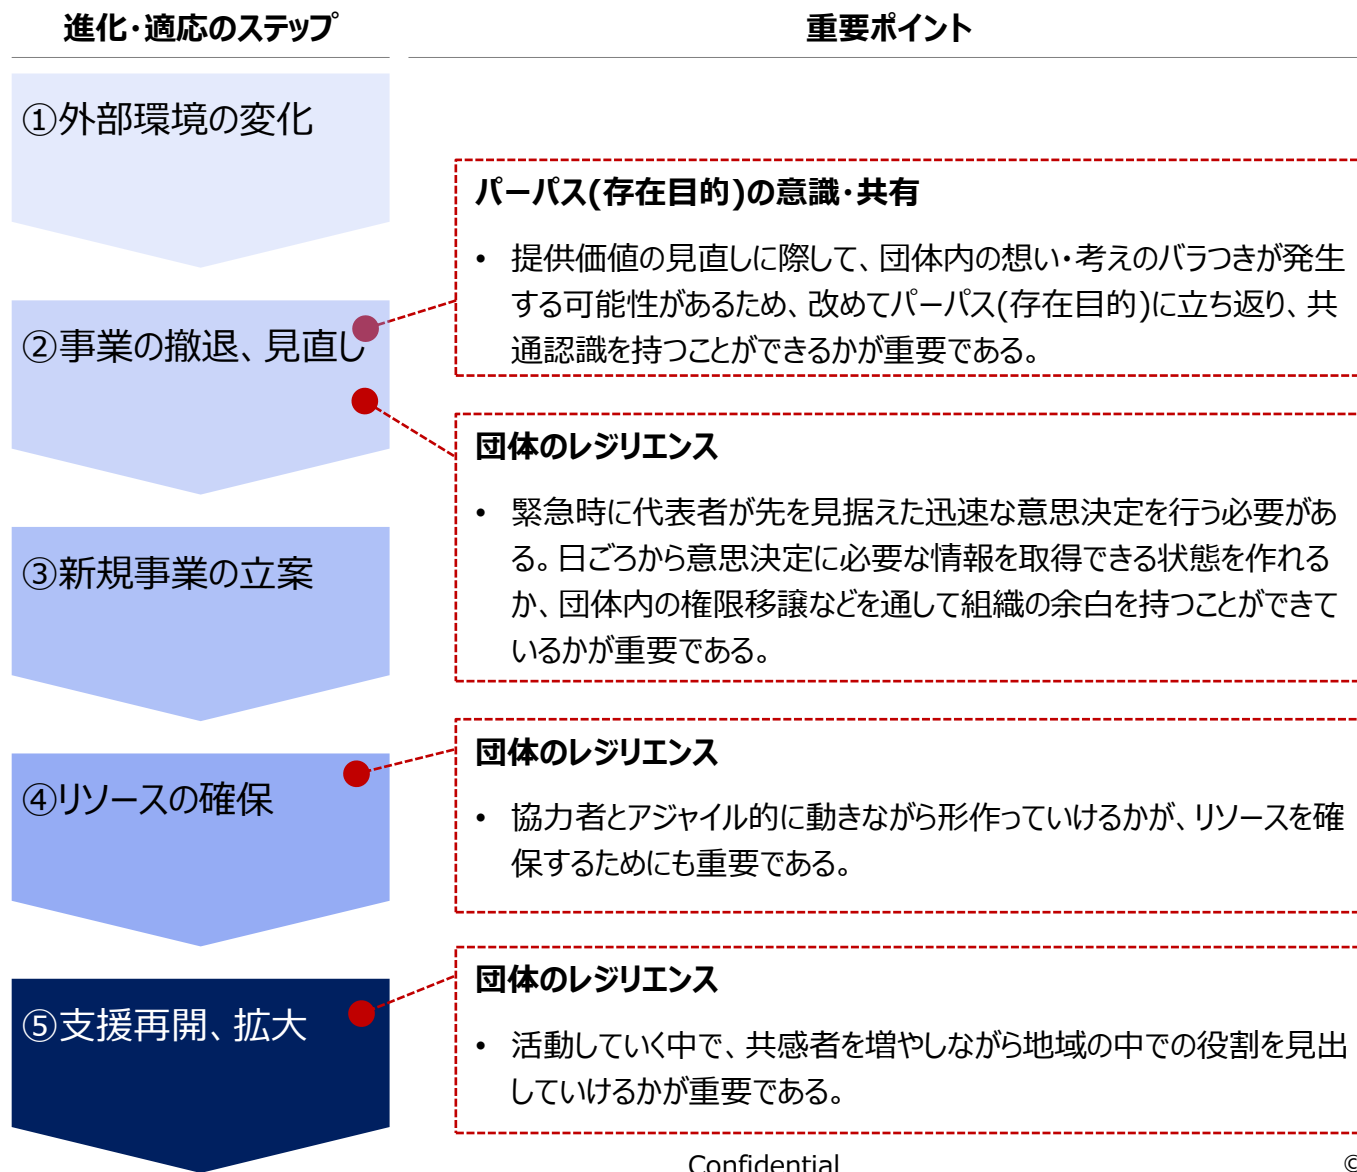 進化・適応のステップ
重要ポイント
①外部環境の変化
パーパス(存在目的)の意識・共有
• 提供価値の見直しに際して、団体内の想い・考えのバラつきが発生
する可能性があるため、改めてパーパス(存在目的)に立ち返り、共
通認識を持つことができるかが重要である。
②事業の撤退、見直し
団体のレジリエンス
• 緊急時に代表者が先を見据えた迅速な意思決定を行う必要があ
る。日ごろから意思決定に必要な情報を取得できる状態を作れる
か、団体内の権限移譲などを通して組織の余白を持つことができて
いるかが重要である。
③新規事業の立案
団体のレジリエンス
• 協力者とアジャイル的に動きながら形作っていけるかが、リソースを確
保するためにも重要である。
④リソースの確保
団体のレジリエンス
• 活動していく中で、共感者を増やしながら地域の中での役割を見出
していけるかが重要である。
⑤支援再開、拡大
Confidential
©